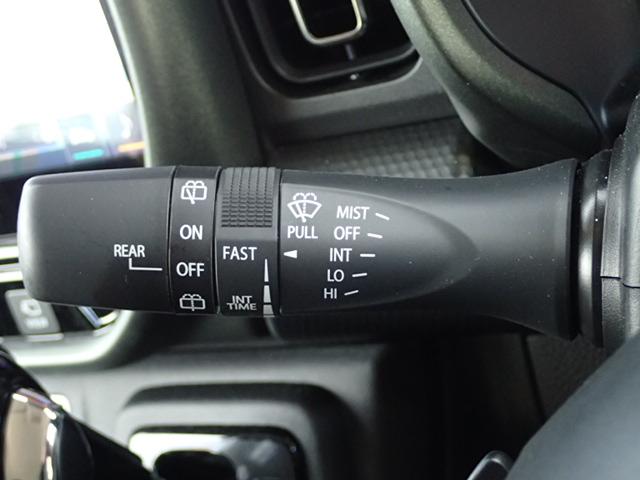 REAR
ON
OFF
FAST
INT
TIME
PULL
MIST
OFF
INT
LO
HI